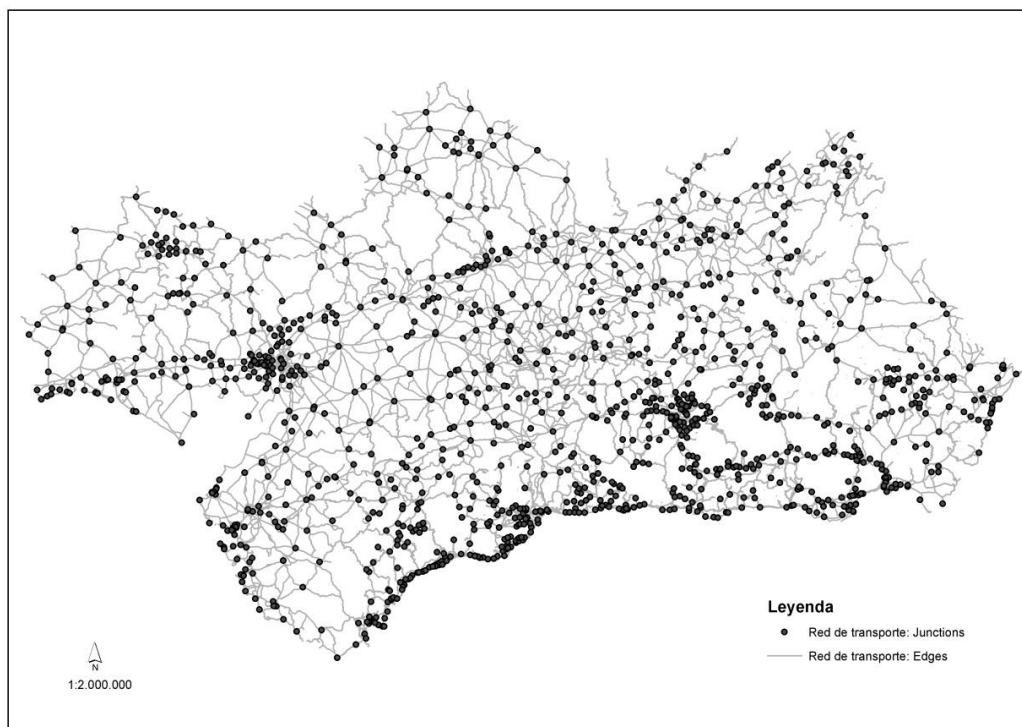 Leyenda
Red de transporte: Junctions
Red de transporte: Edges
N
1:2.000.000